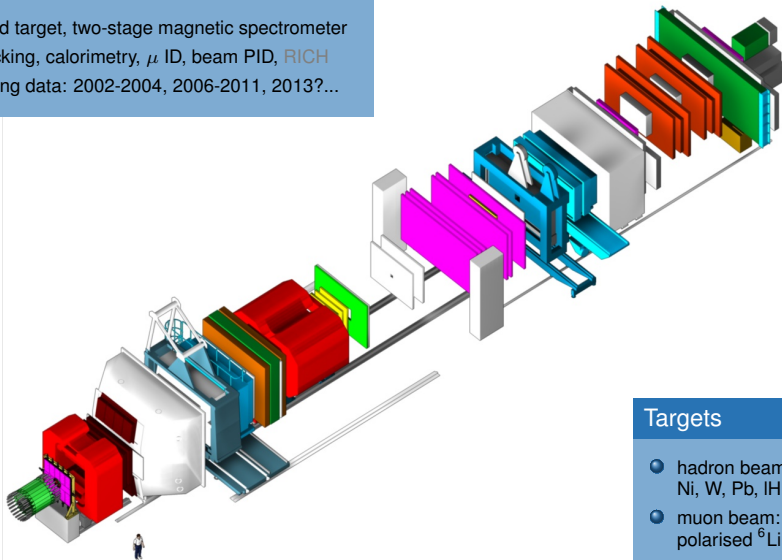 d target, two-stage magnetic spectrometer
king, calorimetry, μ ID, beam PID, RICH
ng data: 2002-2004, 2006-2011, 2013?...
Targets
hadron beam
Ni, W, Pb, lH
muon beam:
polarised ⁶Li